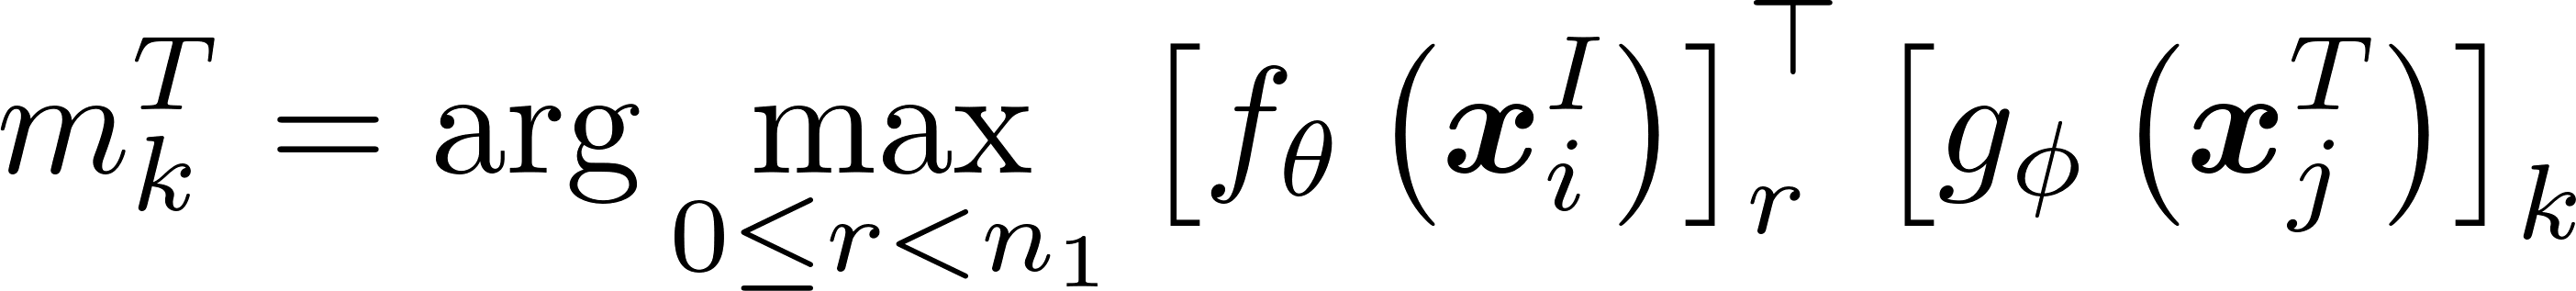 $m_k^T = \arg\max_{0 \leq r < n_1} \left[ f_\theta \left( \boldsymbol{x}_i^I \right) \right]_r^\top \left[ g_\phi \left( \boldsymbol{x}_j^T \right) \right]_k$